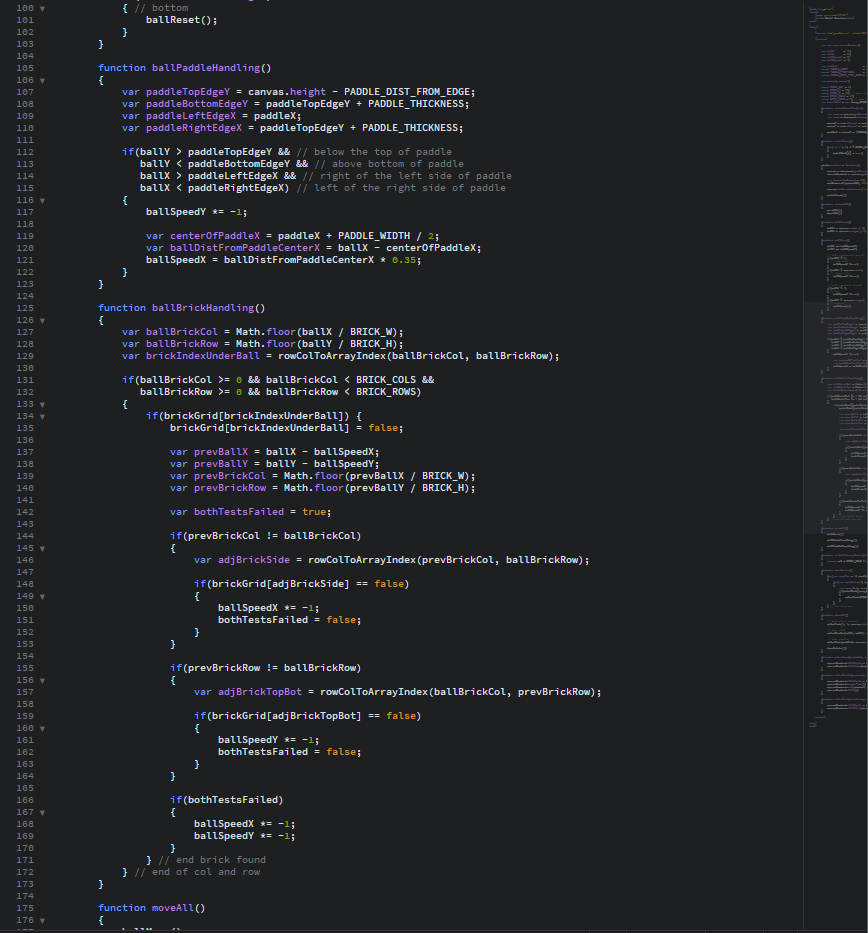 100 { // bottom
101 ballReset();
102 }
103 }
104
105 function ballPaddleHandling()
106 {
107 var paddleTopEdgeY = canvas.height - PADDLE_DIST_FROM_EDGE;
108 var paddleBottomEdgeY = paddleTopEdgeY + PADDLE_THICKNESS;
109 var paddleLeftEdgeX = paddleX;
110 var paddleRightEdgeX = paddleTopEdgeY + PADDLE_THICKNESS;
111
112 if(ballY > paddleTopEdgeY && // below the top of paddle
113 ballY < paddleBottomEdgeY && // above bottom of paddle
114 ballX > paddleLeftEdgeX && // right of the left side of paddle
115 ballX < paddleRightEdgeX) // left of the right side of paddle
116 {
117 ballSpeedY *= -1;
118
119 var centerOfPaddleX = paddleX + PADDLE_WIDTH / 2;
120 var ballDistFromPaddleCenterX = ballX - centerOfPaddleX;
121 ballSpeedX = ballDistFromPaddleCenterX * 0.35;
122 }
123 }
124
125 function ballBrickHandling()
126 {
127 var ballBrickCol = Math.floor(ballX / BRICK_W);
128 var ballBrickRow = Math.floor(ballY / BRICK_H);
129 var brickIndexUnderBall = rowColToArrayIndex(ballBrickCol, ballBrickRow);
130
131 if(ballBrickCol >= 0 && ballBrickCol < BRICK_COLS &&
132 ballBrickRow >= 0 && ballBrickRow < BRICK_ROWS)
133 {
134 if(brickGrid[brickIndexUnderBall]) {
135 brickGrid[brickIndexUnderBall] = false;
136
137 var prevBallX = ballX - ballSpeedX;
138 var prevBallY = ballY - ballSpeedY;
139 var prevBrickCol = Math.floor(prevBallX / BRICK_W);
140 var prevBrickRow = Math.floor(prevBallY / BRICK_H);
141
142 var bothTestsFailed = true;
143
144 if(prevBrickCol != ballBrickCol)
145 {
146 var adjBrickSide = rowColToArrayIndex(prevBrickCol, ballBrickRow);
147
148 if(brickGrid[adjBrickSide] == false)
149 {
150 ballSpeedX *= -1;
151 bothTestsFailed = false;
152 }
153 }
154
155 if(prevBrickRow != ballBrickRow)
156 {
157 var adjBrickTopBot = rowColToArrayIndex(ballBrickCol, prevBrickRow);
158
159 if(brickGrid[adjBrickTopBot] == false)
160 {
161 ballSpeedY *= -1;
162 bothTestsFailed = false;
163 }
164 }
165
166 if(bothTestsFailed)
167 {
168 ballSpeedX *= -1;
169 ballSpeedY *= -1;
170 }
171 } // end brick found
172 } // end of col and row
173 }
174
175 function moveAll()
176 {